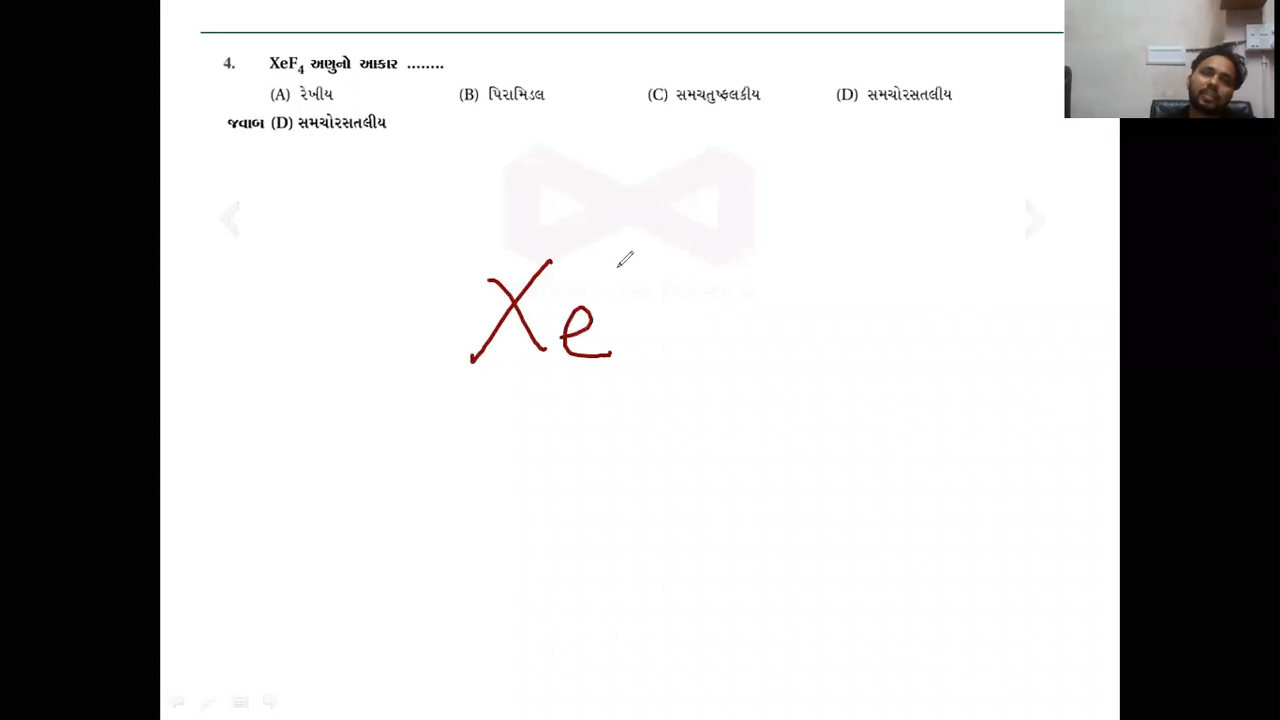 4. XeF4 અણુનો આકાર ........
(A) રેખીય (B) પિરામિડલ (C) સમચતુષ્ફલકીય (D) સમચોરસતલીય
જવાબ (D) સમચોરસતલીય
Xe